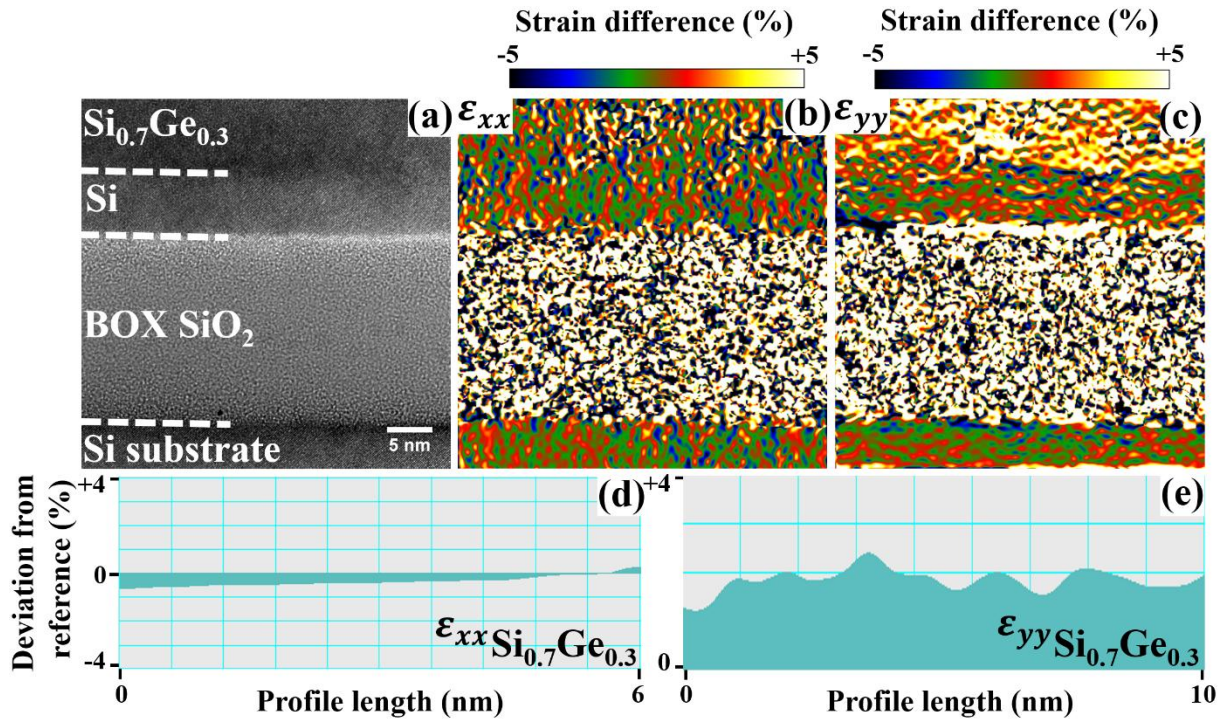 Strain difference (%)
-5 +5
Strain difference (%)
-5 +5
Si0.7Ge0.3
Si
BOX SiO2
Si substrate
5 nm
(a)
εxx
(b)
εyy
(c)
Deviation from
reference (%)
+4
0
-4
(d)
εxx Si0.7Ge0.3
0 6
Profile length (nm)
+4
0
(e)
εyy Si0.7Ge0.3
0 10
Profile length (nm)